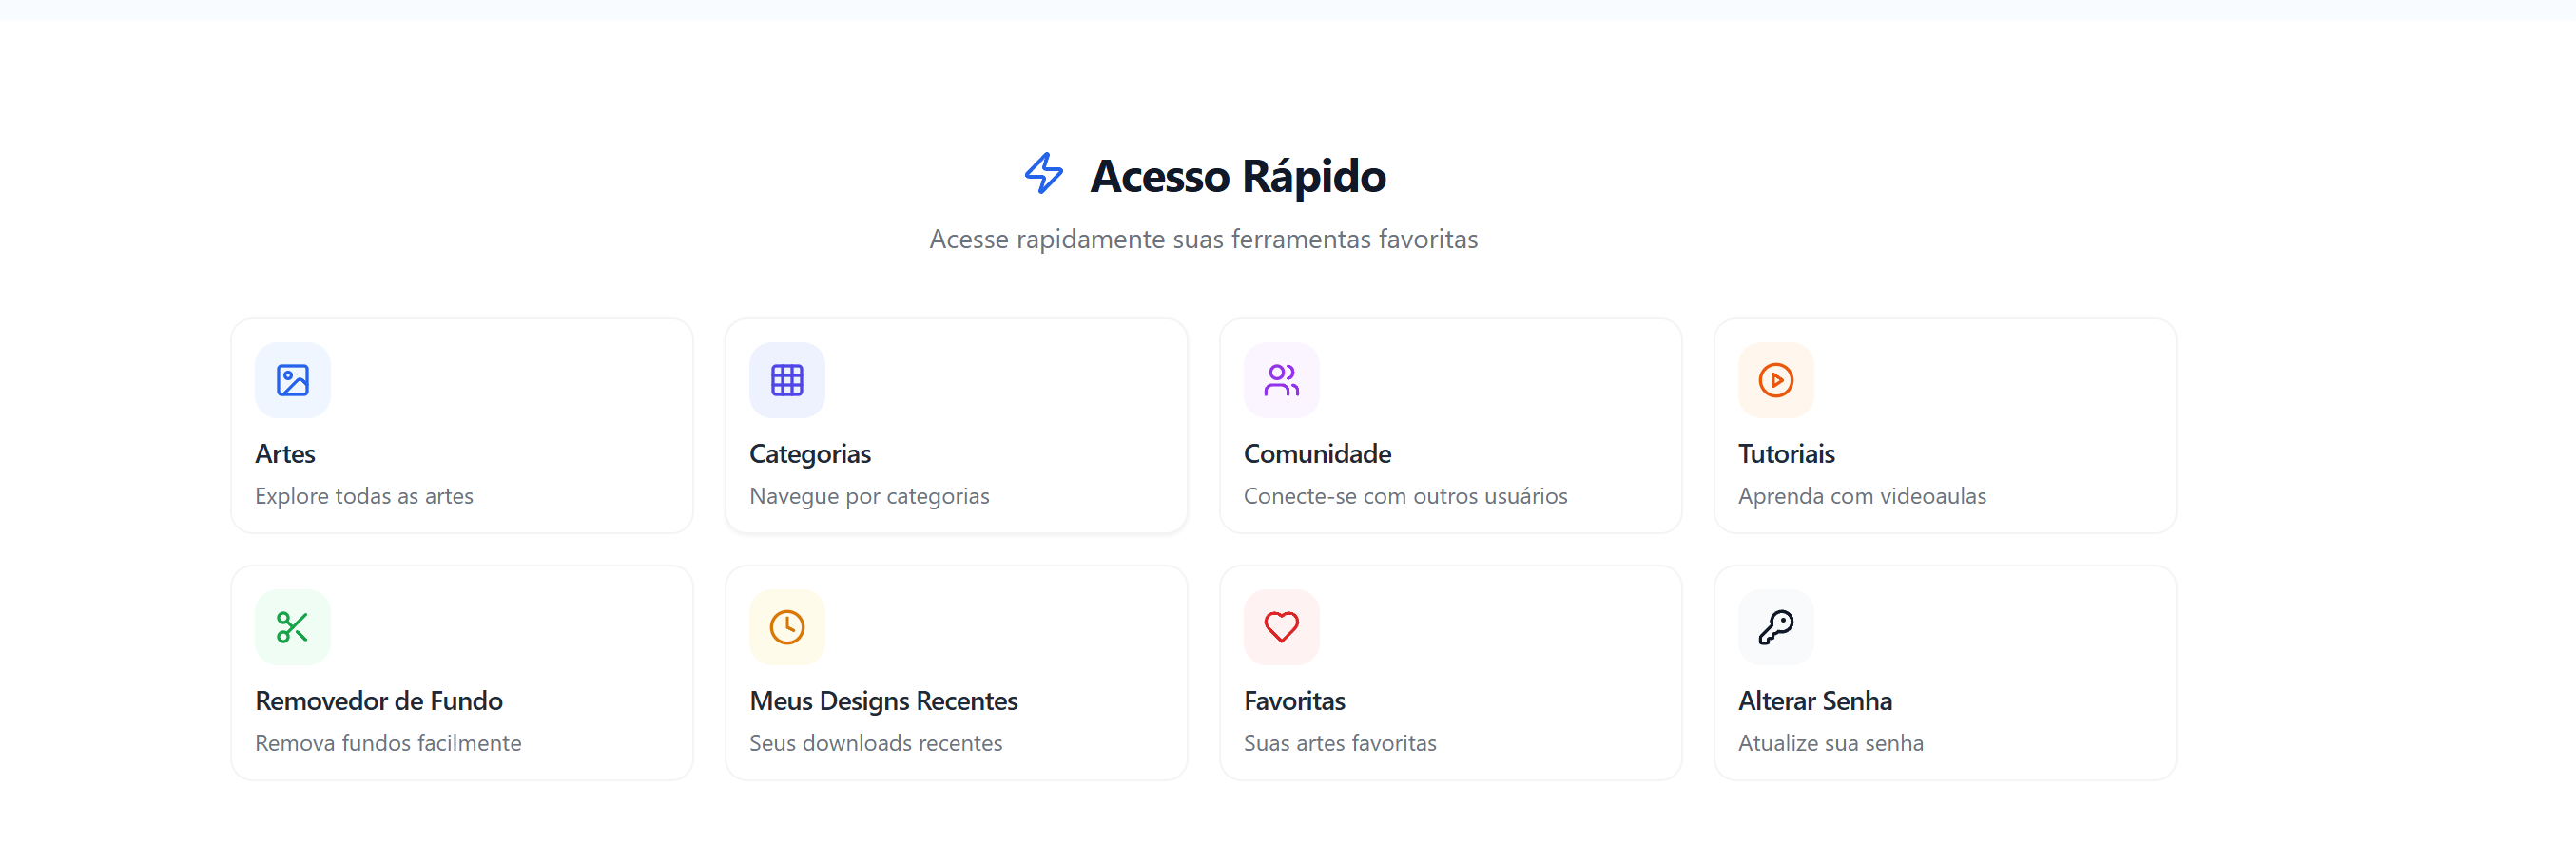 Acesso Rápido
Acesse rapidamente suas ferramentas favoritas
Artes
Explore todas as artes
Categorias
Navegue por categorias
Comunidade
Conecte-se com outros usuários
Tutoriais
Aprenda com videoaulas
Removedor de Fundo
Remova fundos facilmente
Meus Designs Recentes
Seus downloads recentes
Favoritas
Suas artes favoritas
Alterar Senha
Atualize sua senha